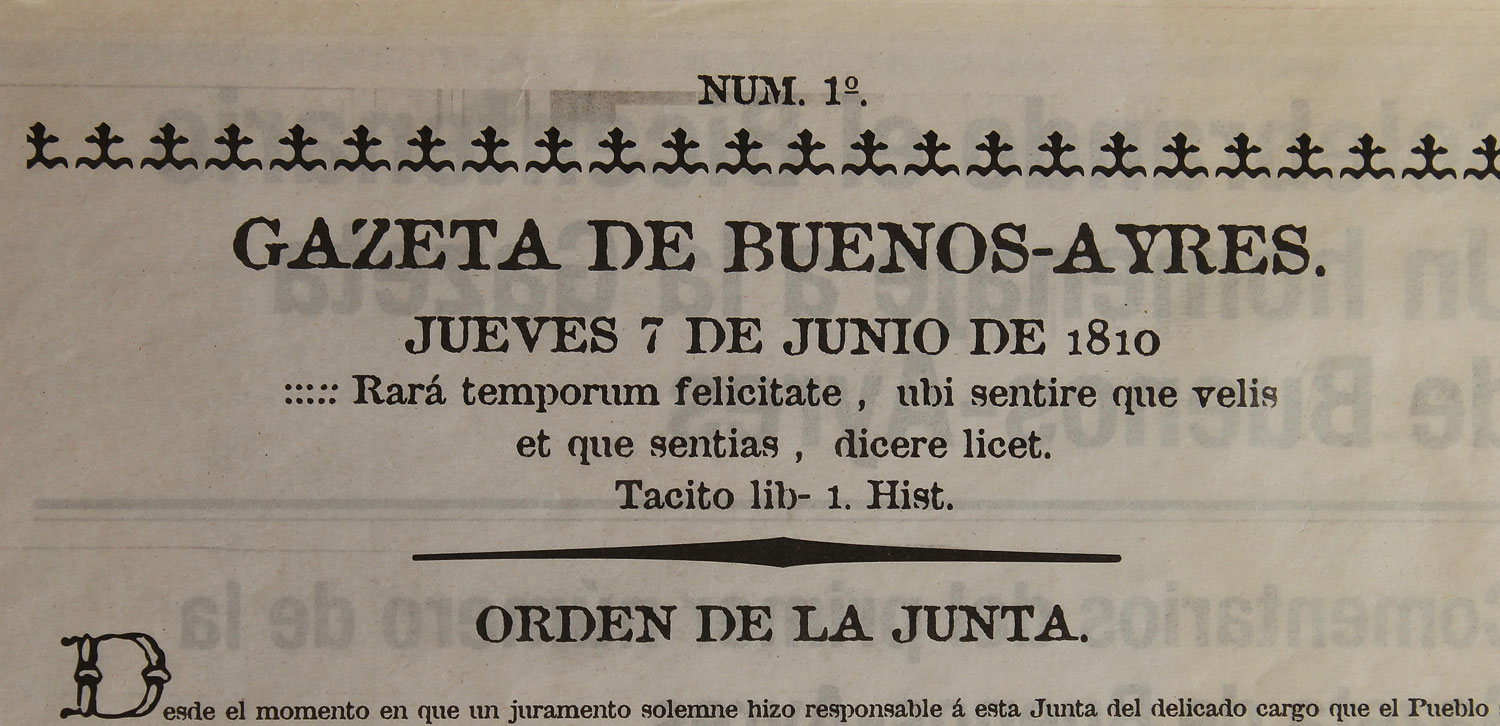 NUM. 1º.
GAZETA DE BUENOS-AYRES.
JUEVES 7 DE JUNIO DE 1810
::::: Rará temporum felicitate , ubi sentire que velis
et que sentias , dicere licet.
Tacito lib- 1. Hist.
ORDEN DE LA JUNTA.
Desde el momento en que un juramento solemne hizo responsable á esta Junta del delicado cargo que el Pueblo